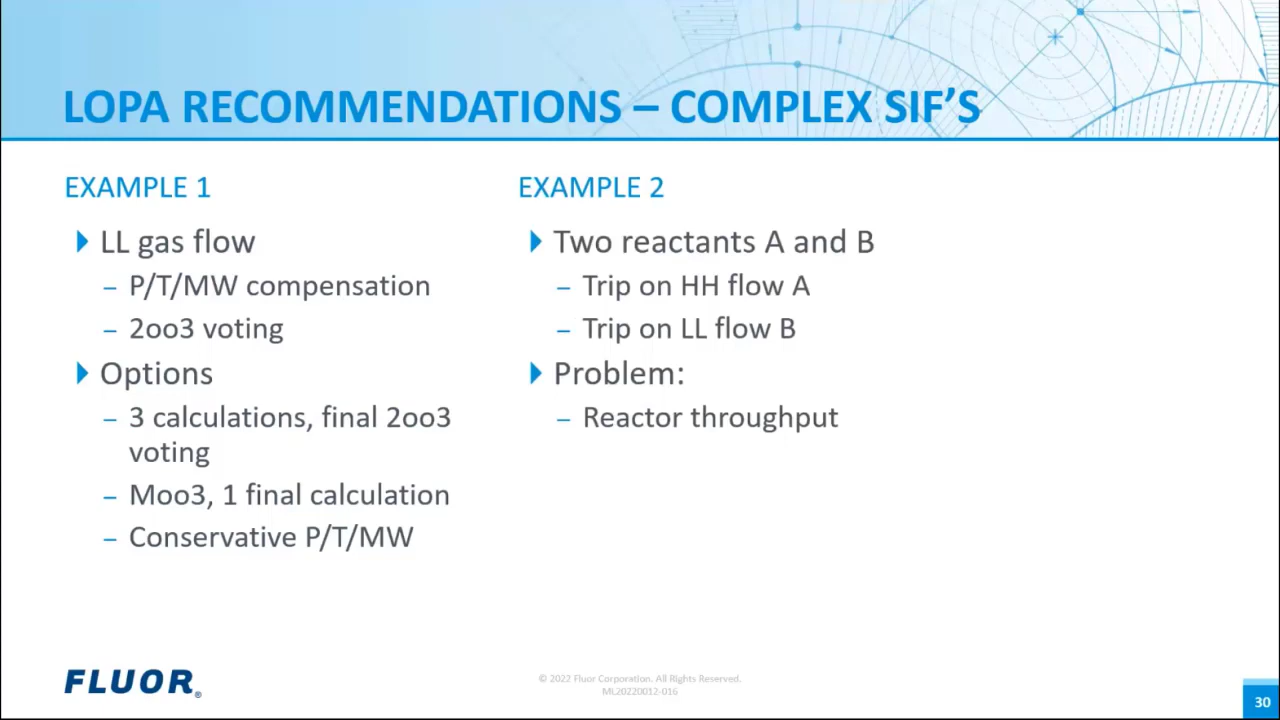 LOPA RECOMMENDATIONS – COMPLEX SIF’S
EXAMPLE 1
LL gas flow
– P/T/MW compensation
– 2oo3 voting
Options
– 3 calculations, final 2oo3
voting
– Moo3, 1 final calculation
– Conservative P/T/MW
EXAMPLE 2
Two reactants A and B
– Trip on HH flow A
– Trip on LL flow B
Problem:
– Reactor throughput
FLUOR®
© 2022 Fluor Corporation. All Rights Reserved.
ML20220012-016
30